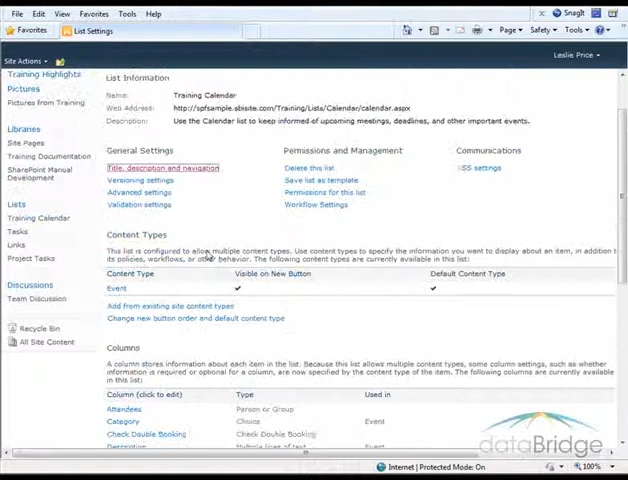 File Edit View Favorites Tools Help
SnagIt
Favorites List Settings Page Safety Tools
Leslie Price
Site Actions
Training Highlights
Pictures
Pictures from Training
Libraries
Site Pages
Training Documentation
SharePoint Manual
Development
Lists
Training Calendar
Tasks
Links
Project Tasks
Discussions
Team Discussion
Recycle Bin
All Site Content
List Information
Name: Training Calendar
Web Address: http://spfsample.sbisite.com/Training/Lists/Calendar/calendar.aspx
Description: Use the Calendar list to keep informed of upcoming meetings, deadlines, and other important events.
General Settings Permissions and Management Communications
Title, description and navigation Delete this list RSS settings
Versioning settings Save list as template
Advanced settings Permissions for this list
Validation settings Workflow Settings
Content Types
This list is configured to allow multiple content types. Use content types to specify the information you want to display about an item, in addition to
its policies, workflows, or other behavior. The following content types are currently available in this list:
Content Type Visible on New Button Default Content Type
Event
Add from existing site content types
Change new button order and default content type
Columns
A column stores information about each item in the list. Because this list allows multiple content types, some column settings, such as whether
information is required or optional for a column, are now specified by the content type of the item. The following columns are currently available
in this list:
Column (click to edit) Type Used in
Attendees Person or Group
Category Choice Event
Check Double Booking Check Double Booking
Description Multiple lines of text Event
dataBridge
Internet | Protected Mode: On 100%